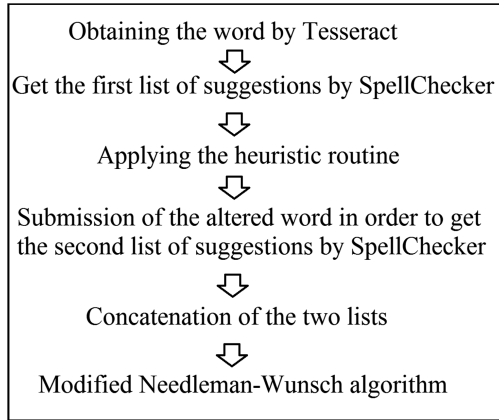 Obtaining the word by Tesseract
Get the first list of suggestions by SpellChecker
Applying the heuristic routine
Submission of the altered word in order to get
the second list of suggestions by SpellChecker
Concatenation of the two lists
Modified Needleman-Wunsch algorithm